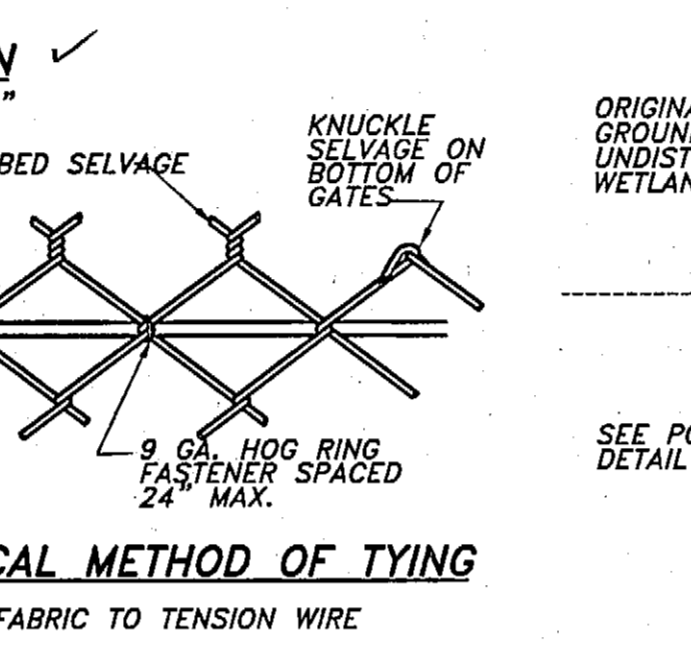 N
"
BED SELVAGE
KNUCKLE
SELVAGE ON
BOTTOM OF
GATES
ORIGINA
GROUN
UNDIST
WETLAN
9 GA. HOG RING
FASTENER SPACED
24" MAX.
SEE PO
DETAIL
CAL METHOD OF TYING
FABRIC TO TENSION WIRE